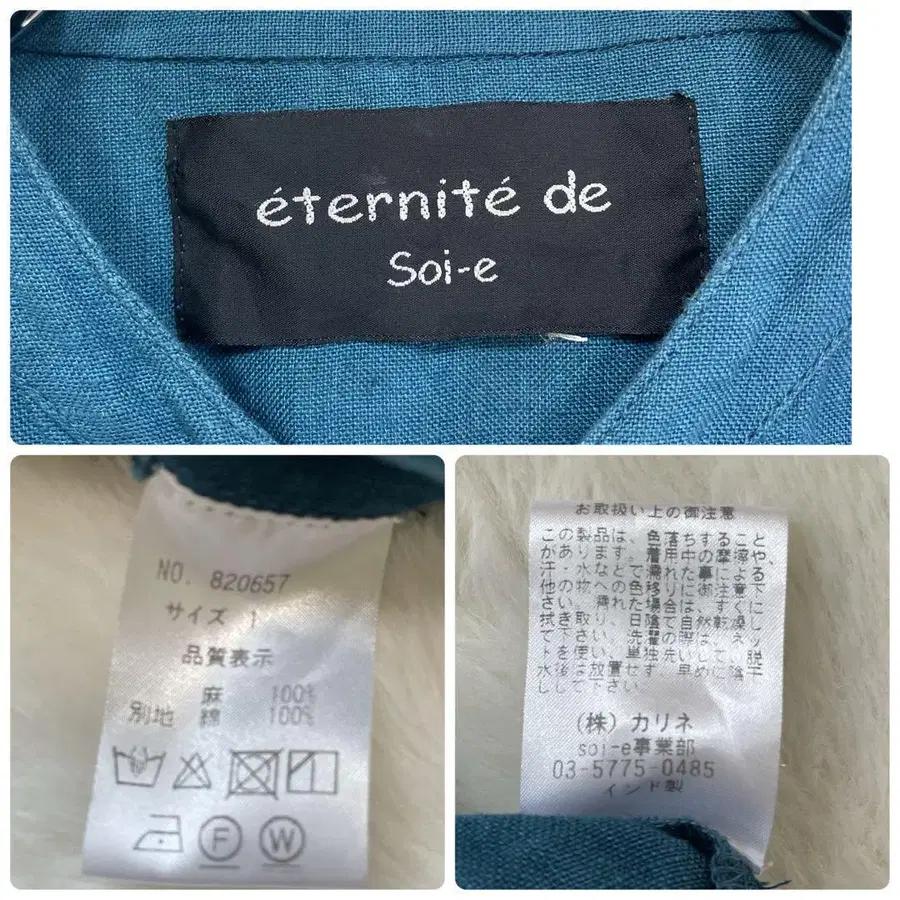 éternité de
Soi-e
NO. 820657
サイズ 1
品質表示
麻 100%
別地 綿 100%
F W
お取扱い上の御注意
この製品は、色落ちすること
があります。着用中の摩擦や、
汗・水などで濡れた事による
他の物への色移りに御注意下
さい。濡れた場合は、すぐに
拭き取り、日陰で自然乾燥し
て下さい。洗濯の際は、ネッ
トを使い、単独洗いして、脱
水後は放置せず、早めに陰干
しして下さい。
(株) カリネ
soi-e事業部
03-5775-0485
インド製